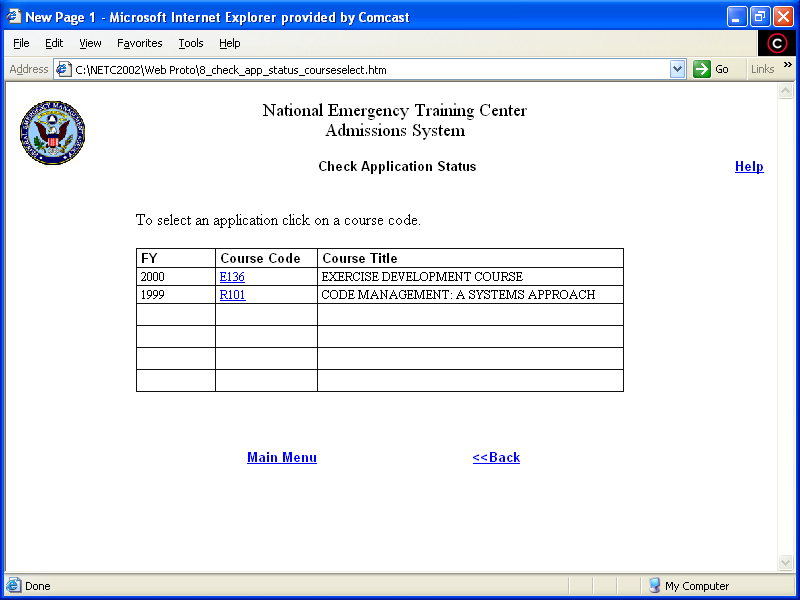 New Page 1 - Microsoft Internet Explorer provided by Comcast
File Edit View Favorites Tools Help
Address C:\NETC2002\Web Proto\8_check_app_status_courseselect.htm Go Links »
National Emergency Training Center
Admissions System
Check Application Status
Help
To select an application click on a course code.
FY Course Code Course Title
2000 E136 EXERCISE DEVELOPMENT COURSE
1999 R101 CODE MANAGEMENT: A SYSTEMS APPROACH
Main Menu <<Back
Done My Computer